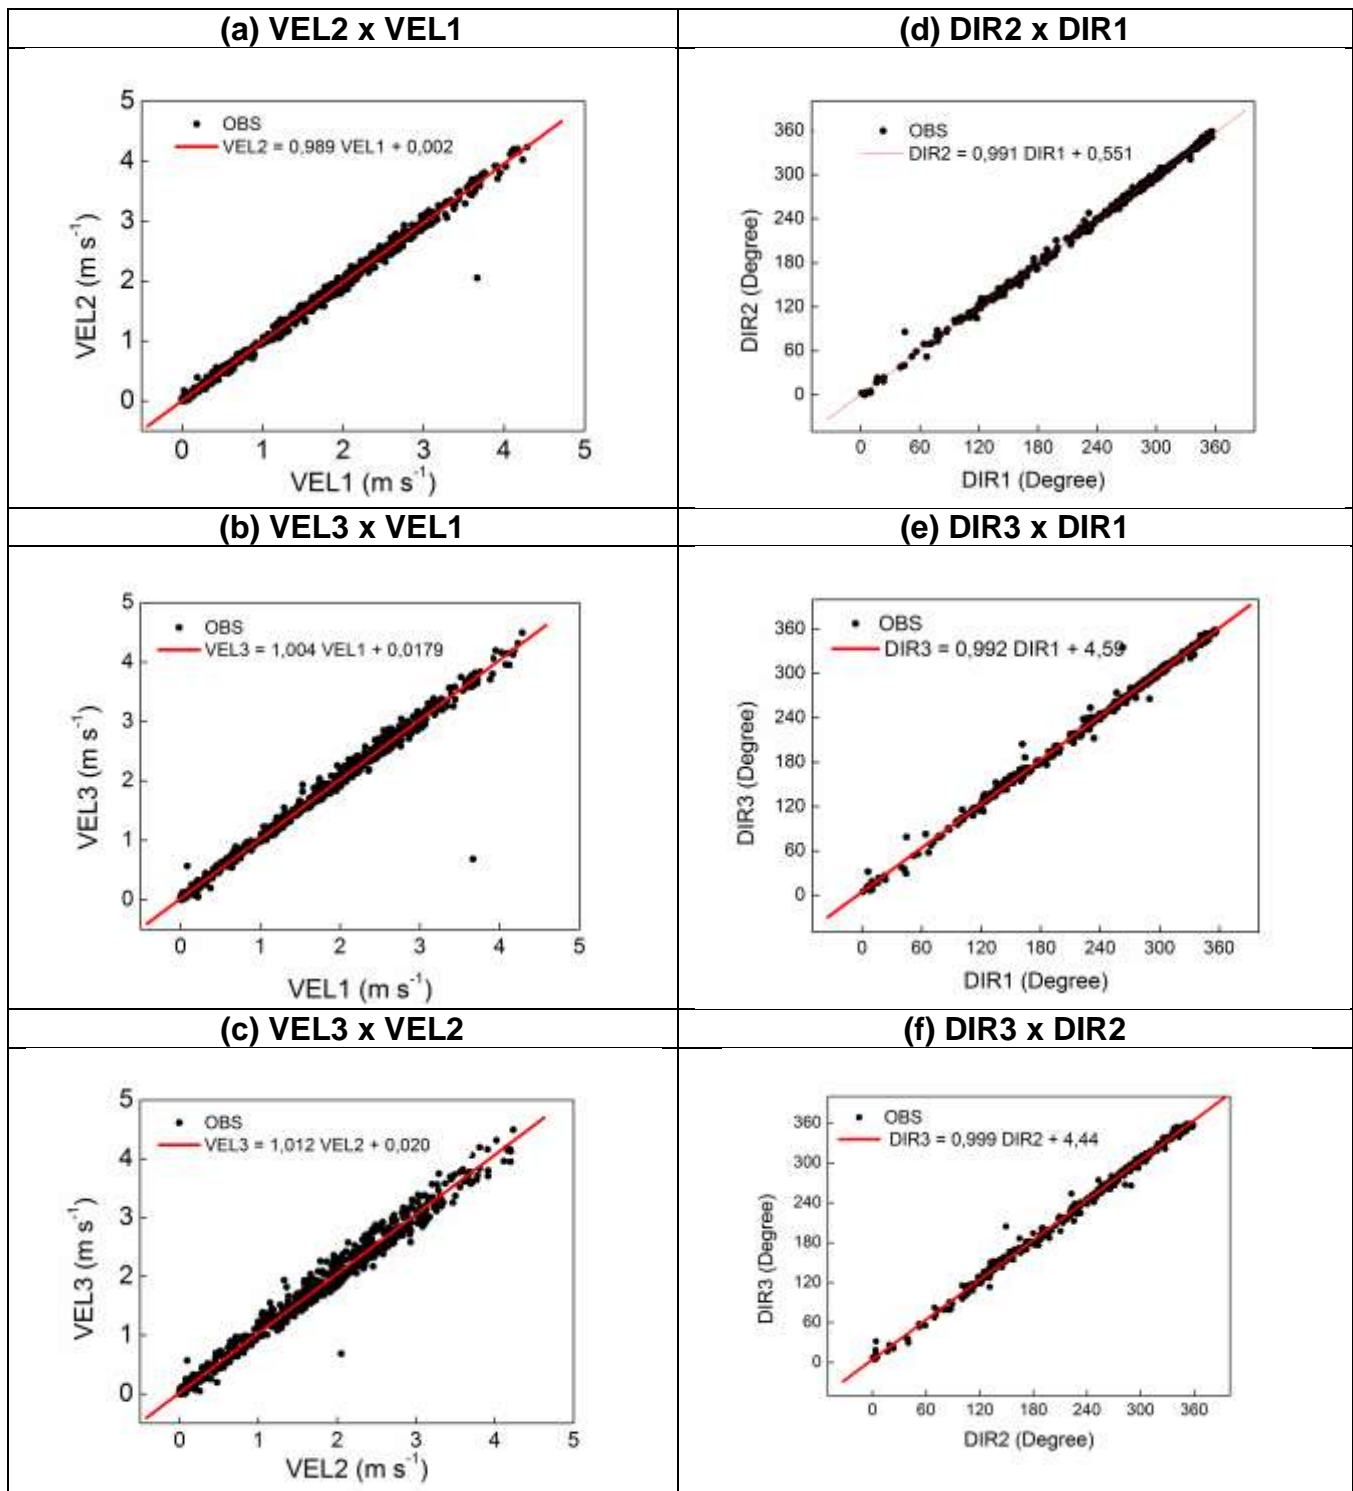 (a) VEL2 x VEL1
5
4
3
2
1
0
VEL2 (m s⁻¹)
OBS
VEL2 = 0,989 VEL1 + 0,002
0 1 2 3 4 5
VEL1 (m s⁻¹)
(d) DIR2 x DIR1
360
300
240
180
120
60
0
DIR2 (Degree)
OBS
DIR2 = 0,991 DIR1 + 0,551
0 60 120 180 240 300 360
DIR1 (Degree)
(b) VEL3 x VEL1
5
4
3
2
1
0
VEL3 (m s⁻¹)
OBS
VEL3 = 1,004 VEL1 + 0,0179
0 1 2 3 4 5
VEL1 (m s⁻¹)
(e) DIR3 x DIR1
360
300
240
180
120
60
0
DIR3 (Degree)
OBS
DIR3 = 0,992 DIR1 + 4,59
0 60 120 180 240 300 360
DIR1 (Degree)
(c) VEL3 x VEL2
5
4
3
2
1
0
VEL3 (m s⁻¹)
OBS
VEL3 = 1,012 VEL2 + 0,020
0 1 2 3 4 5
VEL2 (m s⁻¹)
(f) DIR3 x DIR2
360
300
240
180
120
60
0
DIR3 (Degree)
OBS
DIR3 = 0,999 DIR2 + 4,44
0 60 120 180 240 300 360
DIR2 (Degree)